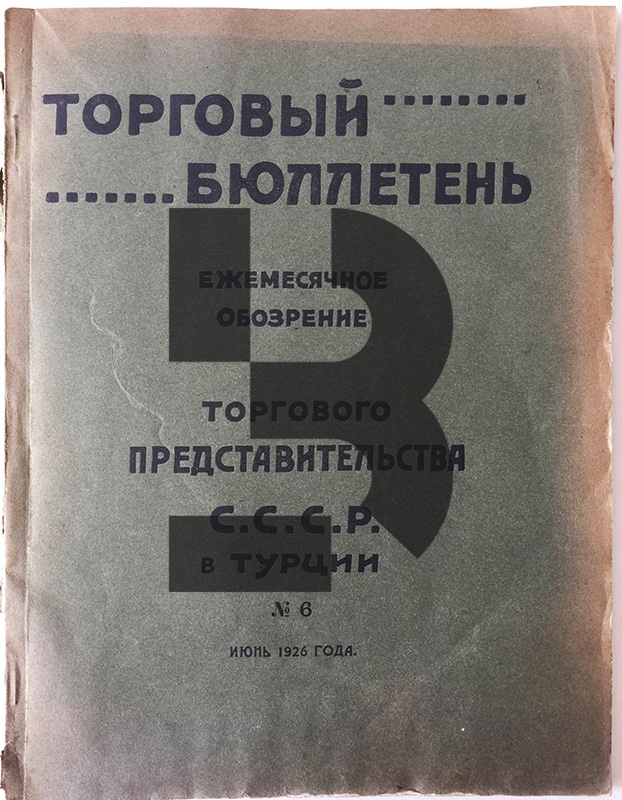 ТОРГОВЫЙ ........
....... БЮЛЛЕТЕНЬ
ЕЖЕМЕСЯЧНОЕ
ОБОЗРЕНИЕ
ТОРГОВОГО
ПРЕДСТАВИТЕЛЬСТВА
С.С.С.Р.
В ТУРЦИИ
№ 6
ИЮНЬ 1926 ГОДА.